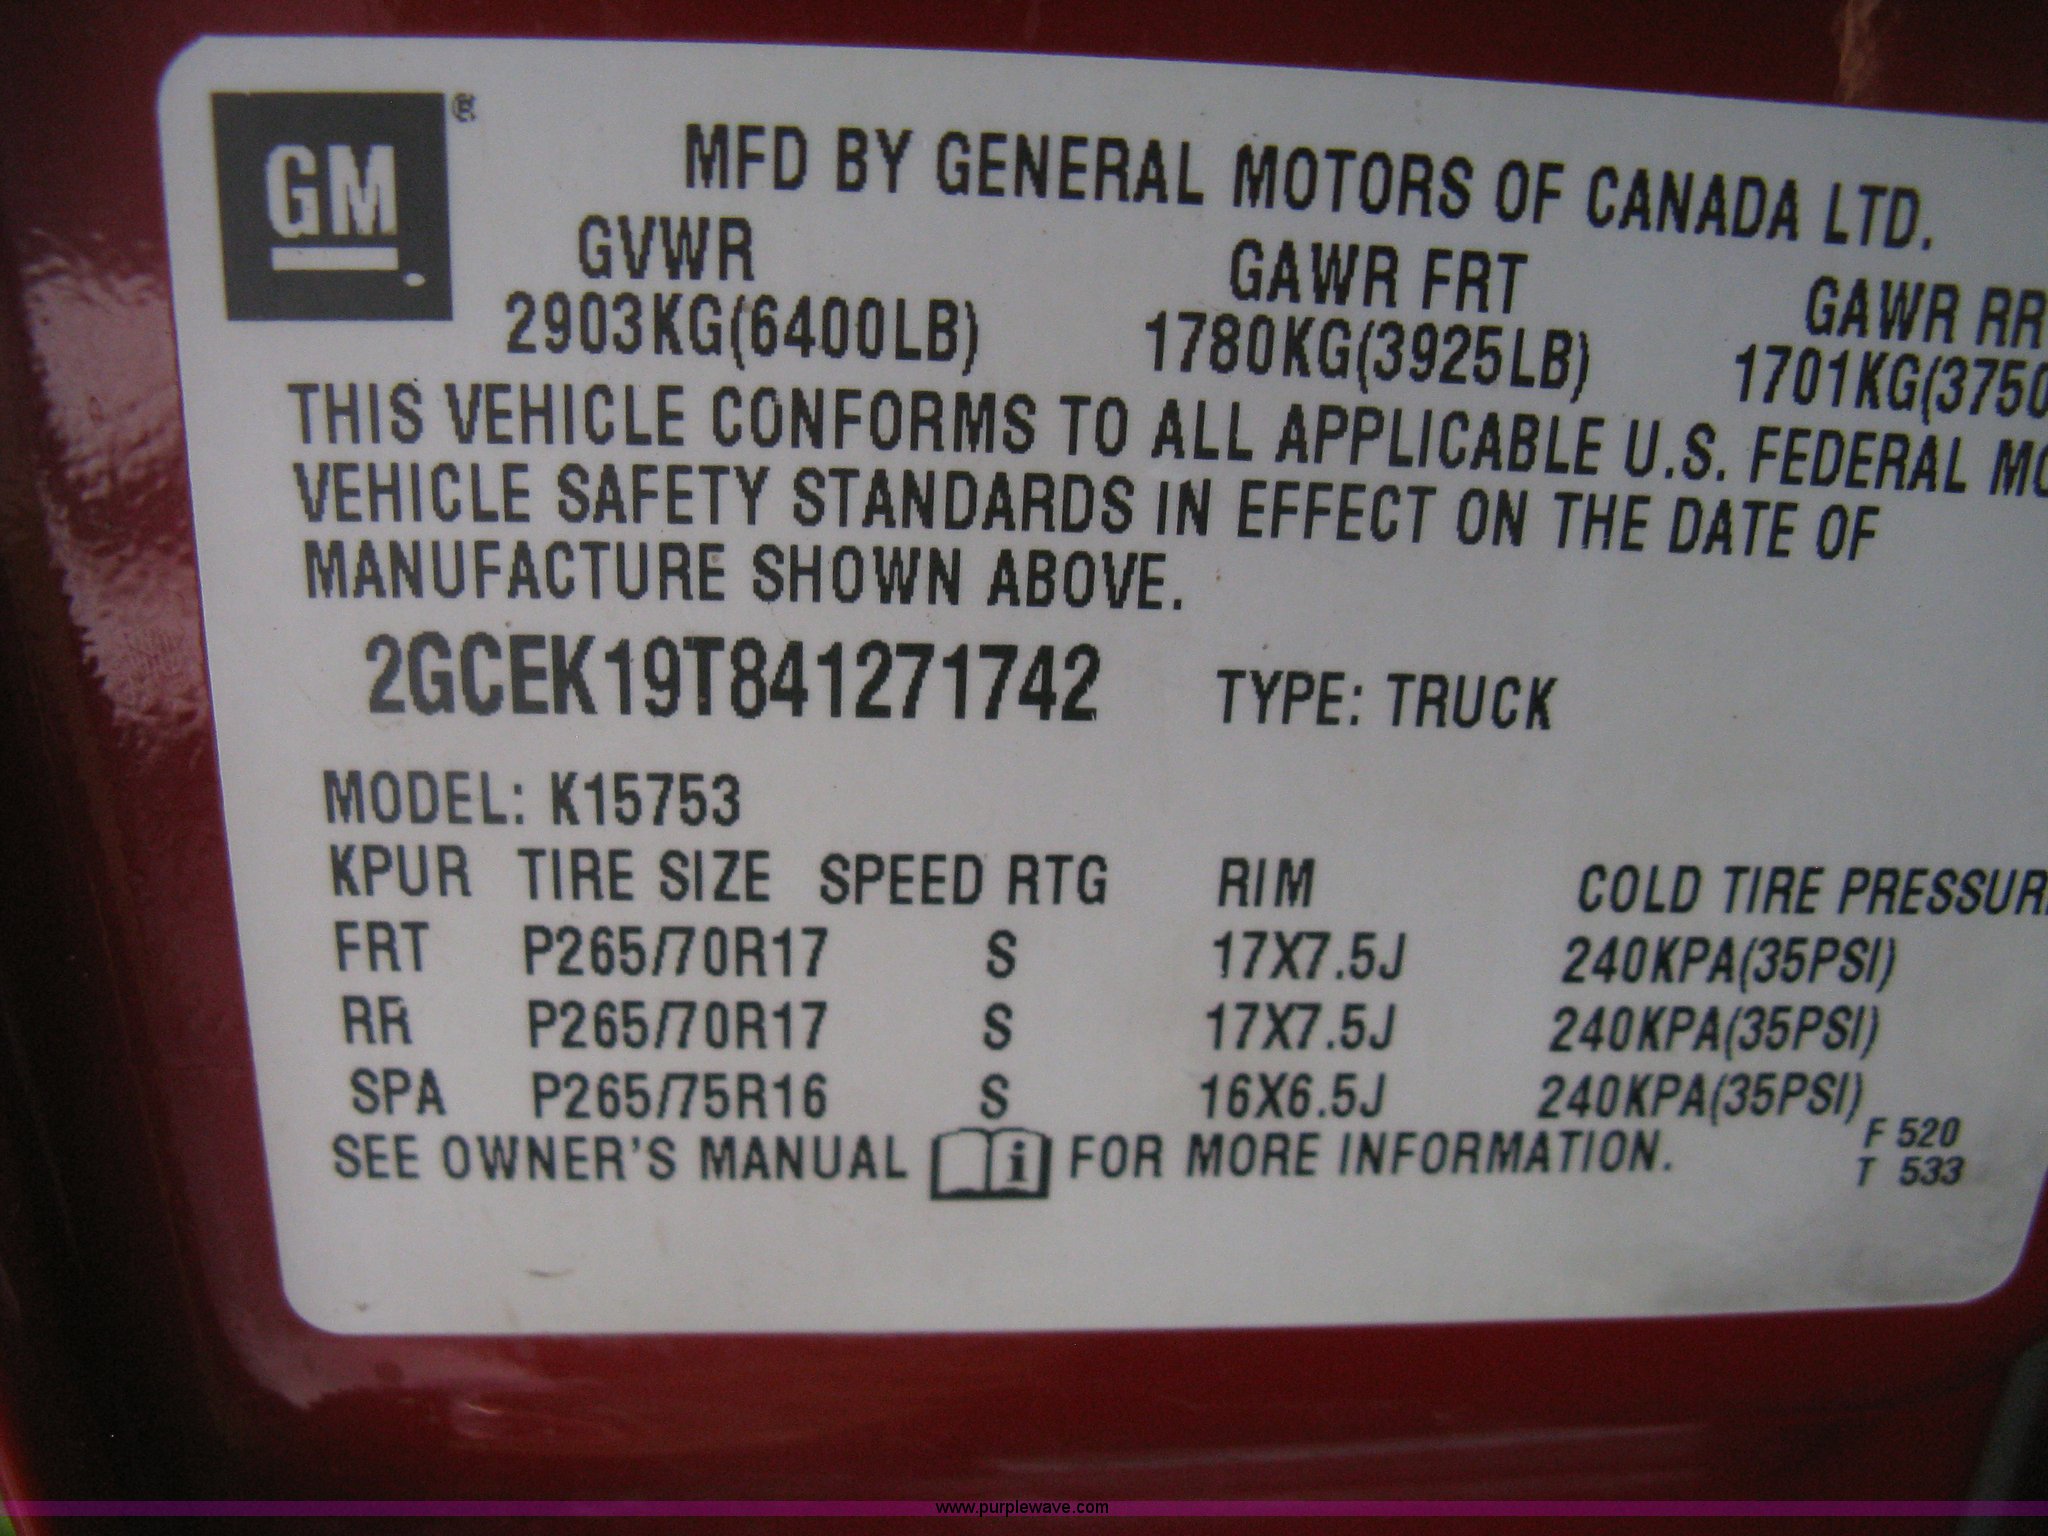 GM®
MFD BY GENERAL MOTORS OF CANADA LTD.
GVWR GAWR FRT GAWR RR
2903KG(6400LB) 1780KG(3925LB) 1701KG(3750
THIS VEHICLE CONFORMS TO ALL APPLICABLE U.S. FEDERAL MO
VEHICLE SAFETY STANDARDS IN EFFECT ON THE DATE OF
MANUFACTURE SHOWN ABOVE.
2GCEK19T841271742 TYPE: TRUCK
MODEL: K15753
KPUR TIRE SIZE SPEED RTG RIM COLD TIRE PRESSUR
FRT P265/70R17 S 17X7.5J 240KPA(35PSI)
RR P265/70R17 S 17X7.5J 240KPA(35PSI)
SPA P265/75R16 S 16X6.5J 240KPA(35PSI)
SEE OWNER'S MANUAL i FOR MORE INFORMATION.
F 520
T 533
www.purplewave.com